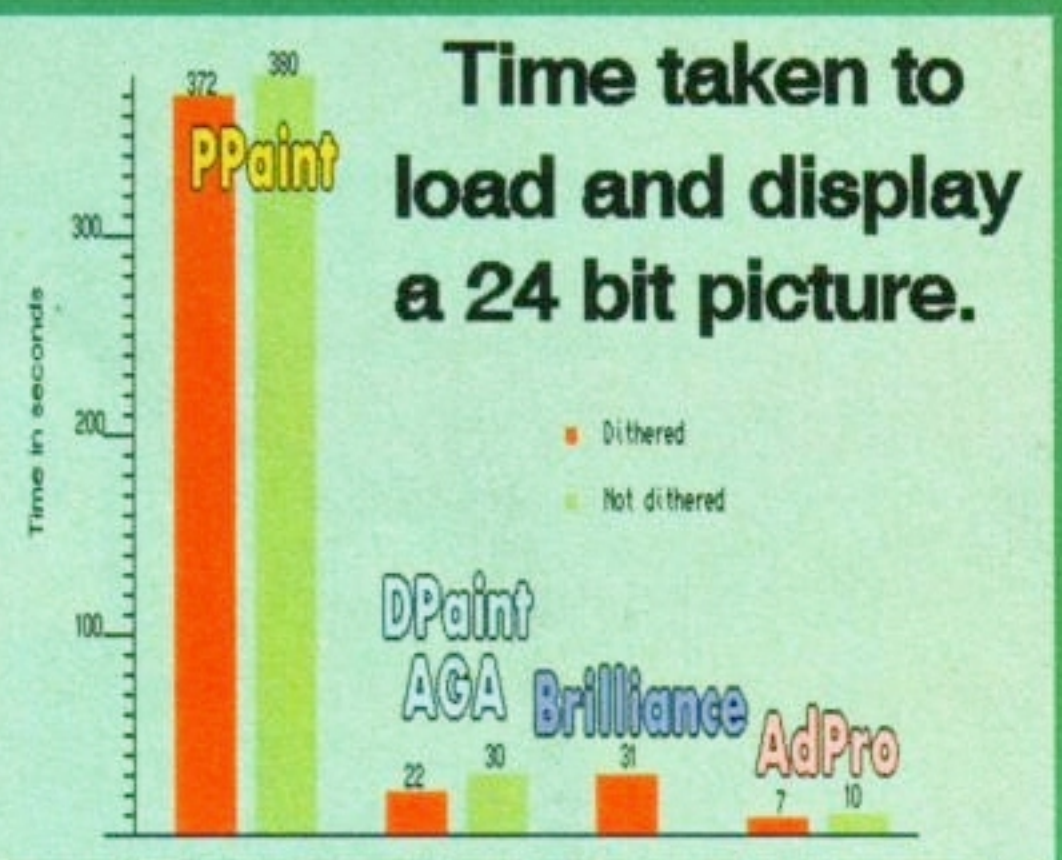 Time taken to
load and display
a 24 bit picture.
372
380
PPaint
300
Time in seconds
200
Dithered
Not dithered
100
DPaint
AGA
Brilliance
AdPro
22
30
31
7
10